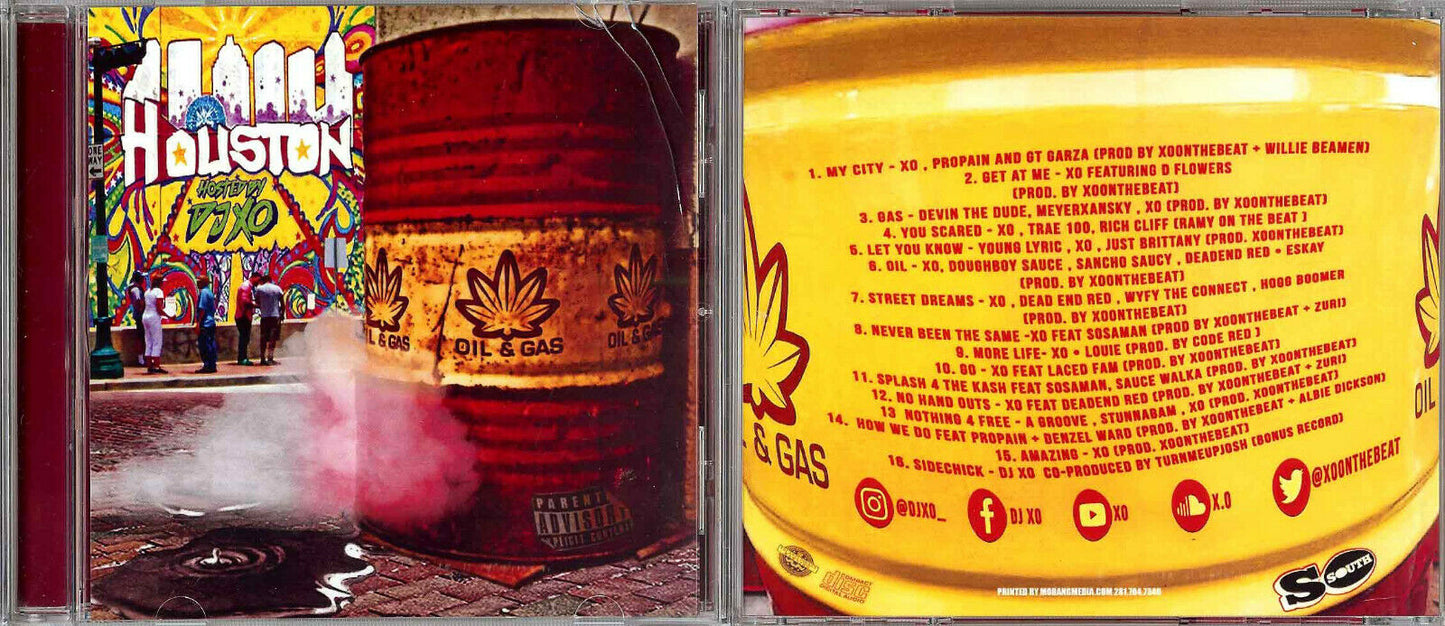 HOUSTON
HOSTED BY
DJ XO
ONE
WAY
OIL & GAS
OIL & GAS
OIL & GAS
PARENT
ADVISORY
EXPLICIT CONTENT
1. MY CITY - XO , PROPAIN AND GT GARZA (PROD BY XOONTHEBEAT + WILLIE BEAMEN)
2. GET AT ME - XO FEATURING D FLOWERS
(PROD. BY XOONTHEBEAT)
3. GAS - DEVIN THE DUDE, MEYERXANSKY , XO (PROD. BY XOONTHEBEAT)
4. YOU SCARED - XO , TRAE 100, RICH CLIFF (RAMY ON THE BEAT )
5. LET YOU KNOW - YOUNG LYRIC , XO , JUST BRITTANY (PROD. XOONTHEBEAT)
6. OIL - XO, DOUGHBOY SAUCE , SANCHO SAUCY , DEADEND RED • ESKAY
(PROD. BY XOONTHEBEAT)
7. STREET DREAMS - XO , DEAD END RED , WYFY THE CONNECT , HOGG BOOMER
(PROD. BY XOONTHEBEAT)
8. NEVER BEEN THE SAME -XO FEAT SOSAMAN (PROD BY XOONTHEBEAT + ZURI)
9. MORE LIFE- XO • LOUIE (PROD. BY CODE RED )
10. GO - XO FEAT LACED FAM (PROD. BY XOONTHEBEAT)
11. SPLASH 4 THE KASH FEAT SOSAMAN, SAUCE WALKA (PROD. BY XOONTHEBEAT)
12. NO HAND OUTS - XO FEAT DEADEND RED (PROD. BY XOONTHEBEAT + ZURI)
13 NOTHING 4 FREE - A GROOVE , STUNNABAM , XO (PROD. XOONTHEBEAT)
14. HOW WE DO FEAT PROPAIN + DENZEL WARD (PROD. BY XOONTHEBEAT + ALBIE DICKSON)
15. AMAZING - XO (PROD. XOONTHEBEAT)
16. SIDECHICK - DJ XO CO-PRODUCED BY TURNMEUPJOSH (BONUS RECORD)
L & GAS
OIL
@DJXO_
DJ XO
XO
X.O
@XOONTHEBEAT
COMPACT
disc
DIGITAL AUDIO
PRINTED BY MOBANGMEDIA.COM 281.704.7846
SO SOUTH